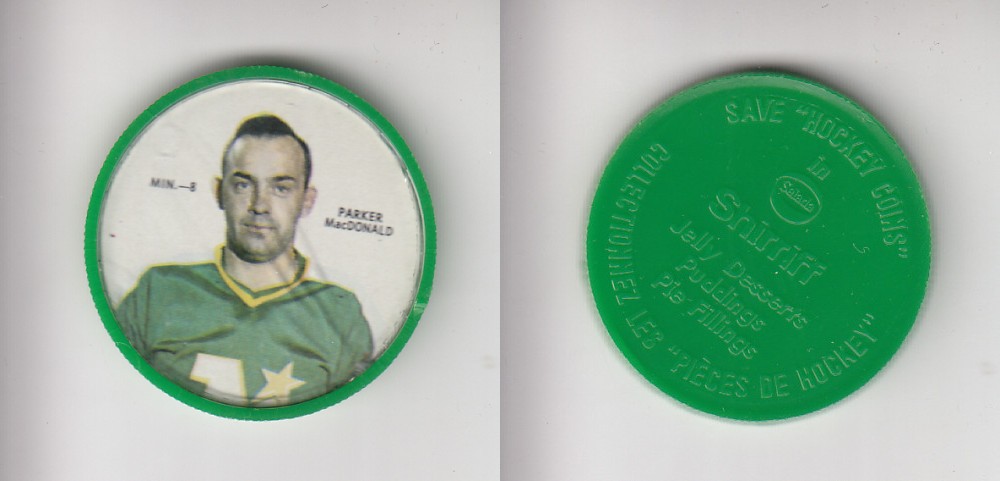 MIN.—8
PARKER
MacDONALD
SAVE "HOCKEY COINS"
in
Salada
Shirriff
Jelly Desserts
Puddings
Pie Fillings
COLLECTIONNEZ LES "PIÈCES DE HOCKEY"